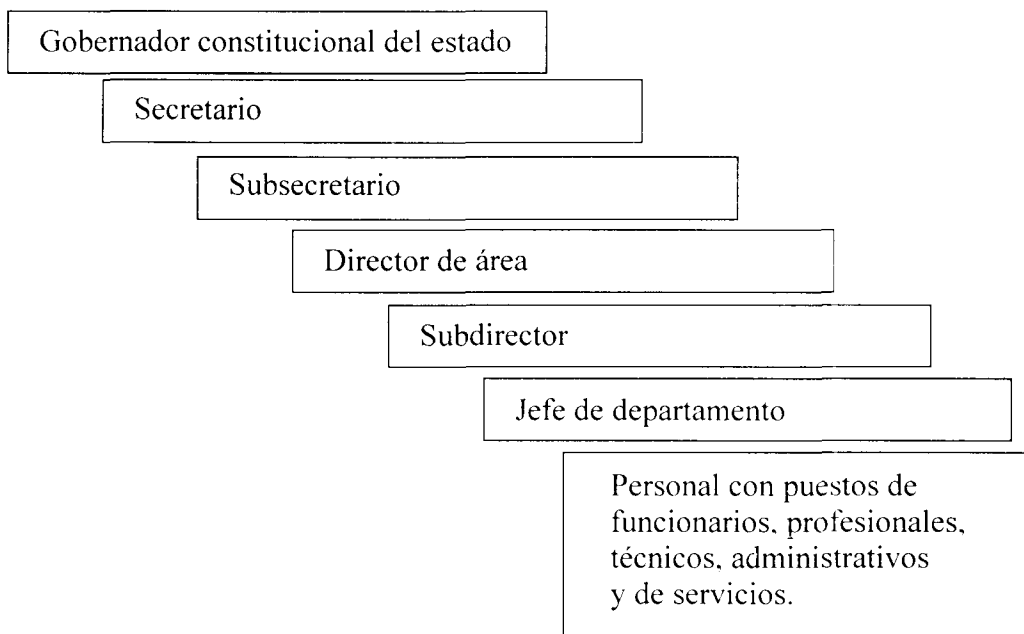 Gobernador constitucional del estado
Secretario
Subsecretario
Director de área
Subdirector
Jefe de departamento
Personal con puestos de
funcionarios, profesionales,
técnicos, administrativos
y de servicios.